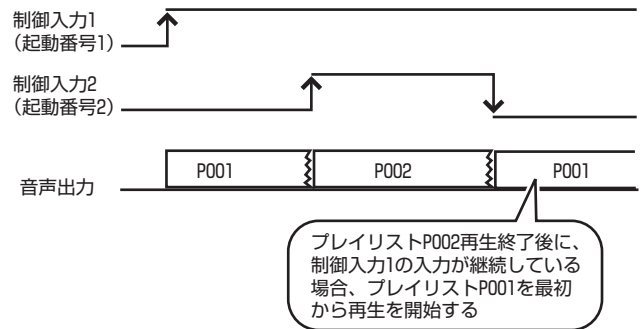 制御入力1
（起動番号1）
制御入力2
（起動番号2）
音声出力
P001
P002
P001
プレイリストP002再生終了後に、
制御入力1の入力が継続している
場合、プレイリストP001を最初
から再生を開始する